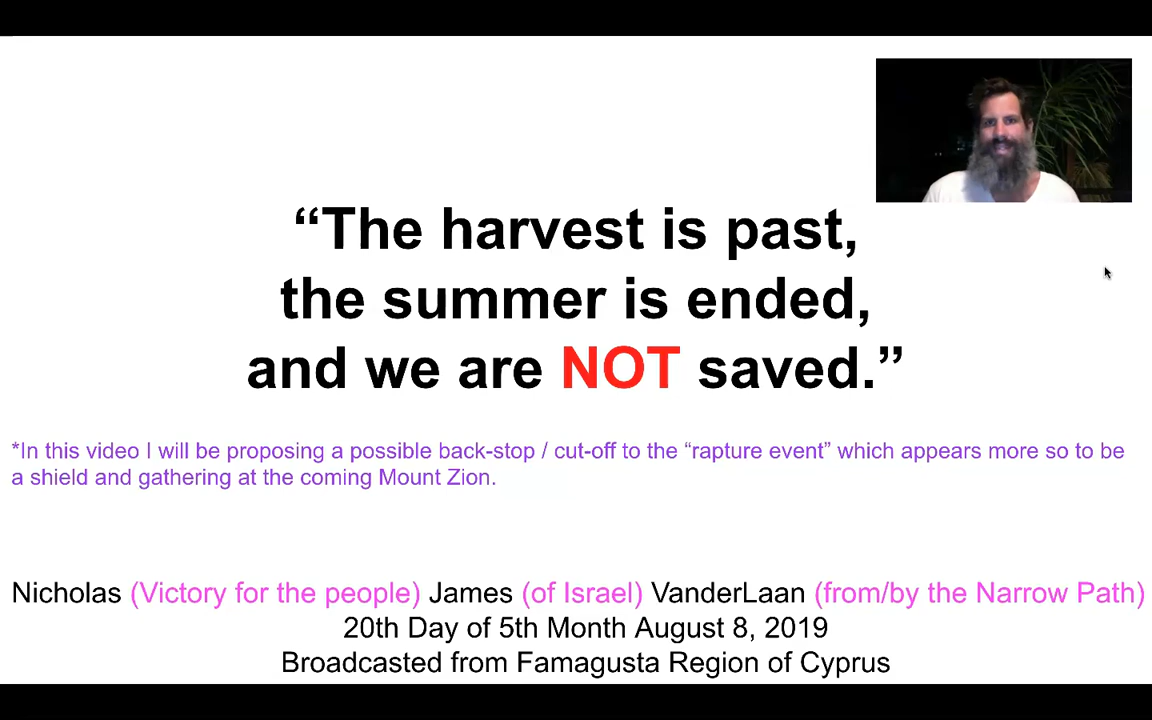 “The harvest is past,
the summer is ended,
and we are NOT saved.”
*In this video I will be proposing a possible back-stop / cut-off to the “rapture event” which appears more so to be
a shield and gathering at the coming Mount Zion.
Nicholas (Victory for the people) James (of Israel) VanderLaan (from/by the Narrow Path)
20th Day of 5th Month August 8, 2019
Broadcasted from Famagusta Region of Cyprus